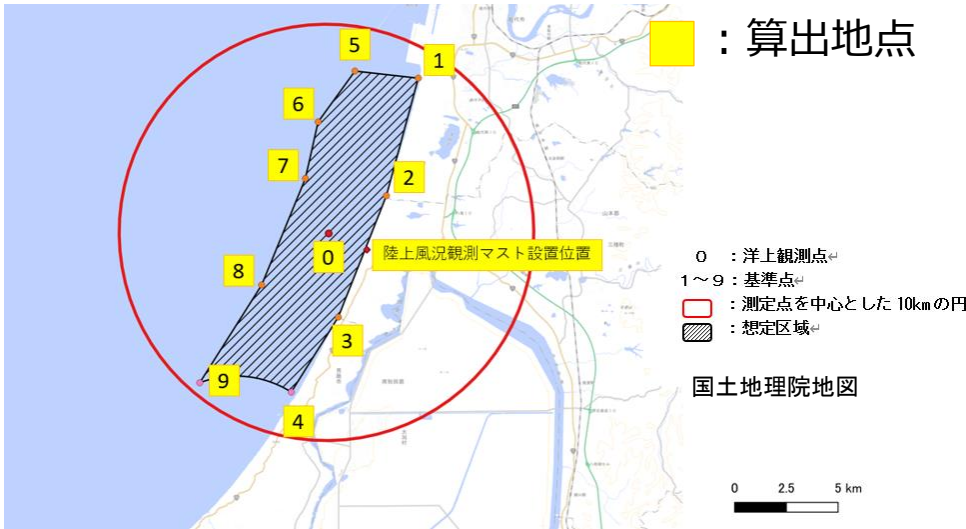 ：算出地点
5
1
6
7
2
0
陸上風況観測マスト設置位置
8
3
9
4
0 ：洋上観測点↵
1～9：基準点↵
：測定点を中心とした10kmの円
：想定区域↵
国土地理院地図
0 2.5 5 km